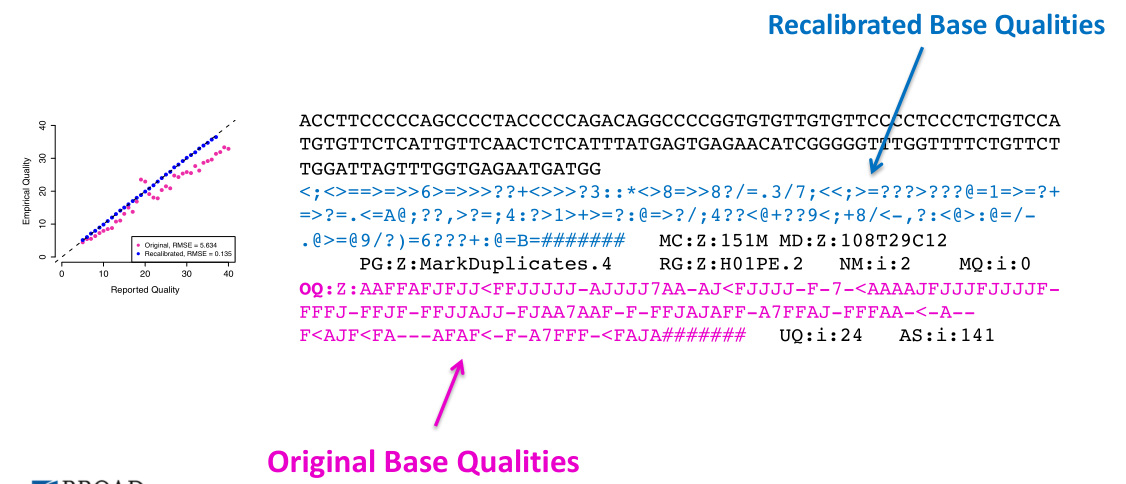 Recalibrated Base Qualities
ACCTTCCCCCAGCCCCTACCCCCAGACAGGCCCCGGTGTGTTGTGTTCCCCTCCCTCTGTCCA
TGTGTTCTCATTGTTCAACTCTCATTTATGAGTGAGAACATCGGGGGTTTGGTTTTCTGTTCT
TGGATTAGTTTGGTGAGAATGATGG
<;<>==>=>>6>=>>>??+<>>>?3::*<>8=>>8?/=.3/7;<<;>=???>???@=1=>=?+
=>?=.<=A@;??,>?=;4:?>1>+>=?:@=>?/;4??<@+??9<;+8/<-,?:<@>:@=/-
.@>=@9/?)=6???+:@=B=####### MC:Z:151M MD:Z:108T29C12
PG:Z:MarkDuplicates.4 RG:Z:H01PE.2 NM:i:2 MQ:i:0
OQ:Z:AAFFAFJFJJ<FFJJJJJ-AJJJJ7AA-AJ<FJJJJ-F-7-<AAAAJFJJJFJJJJF-
FFFJ-FFJF-FFJJAJJ-FJAA7AAF-F-FFJAJAFF-A7FFAJ-FFFAA-<-A--
F<AJF<FA---AFAF<-F-A7FFF-<FAJA####### UQ:i:24 AS:i:141
Original Base Qualities
Empirical Quality
40
30
20
10
0
Original, RMSE = 5.634
Recalibrated, RMSE = 0.135
0 10 20 30 40
Reported Quality
BROAD